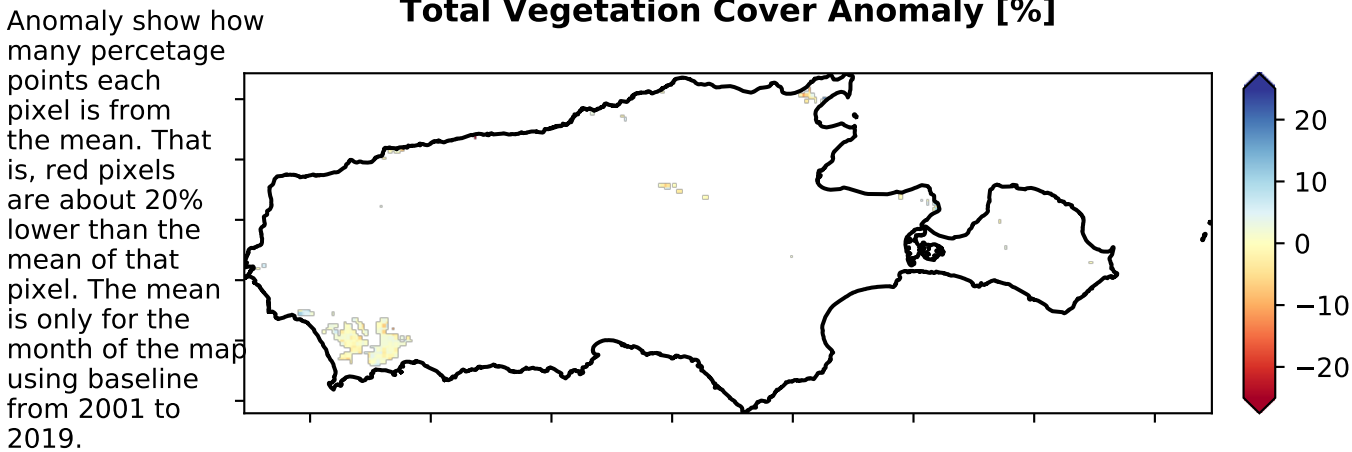 Total Vegetation Cover Anomaly [%]
Anomaly show how
many percetage
points each
pixel is from
the mean. That
is, red pixels
are about 20%
lower than the
mean of that
pixel. The mean
is only for the
month of the map
using baseline
from 2001 to
2019.
20
10
0
−10
−20